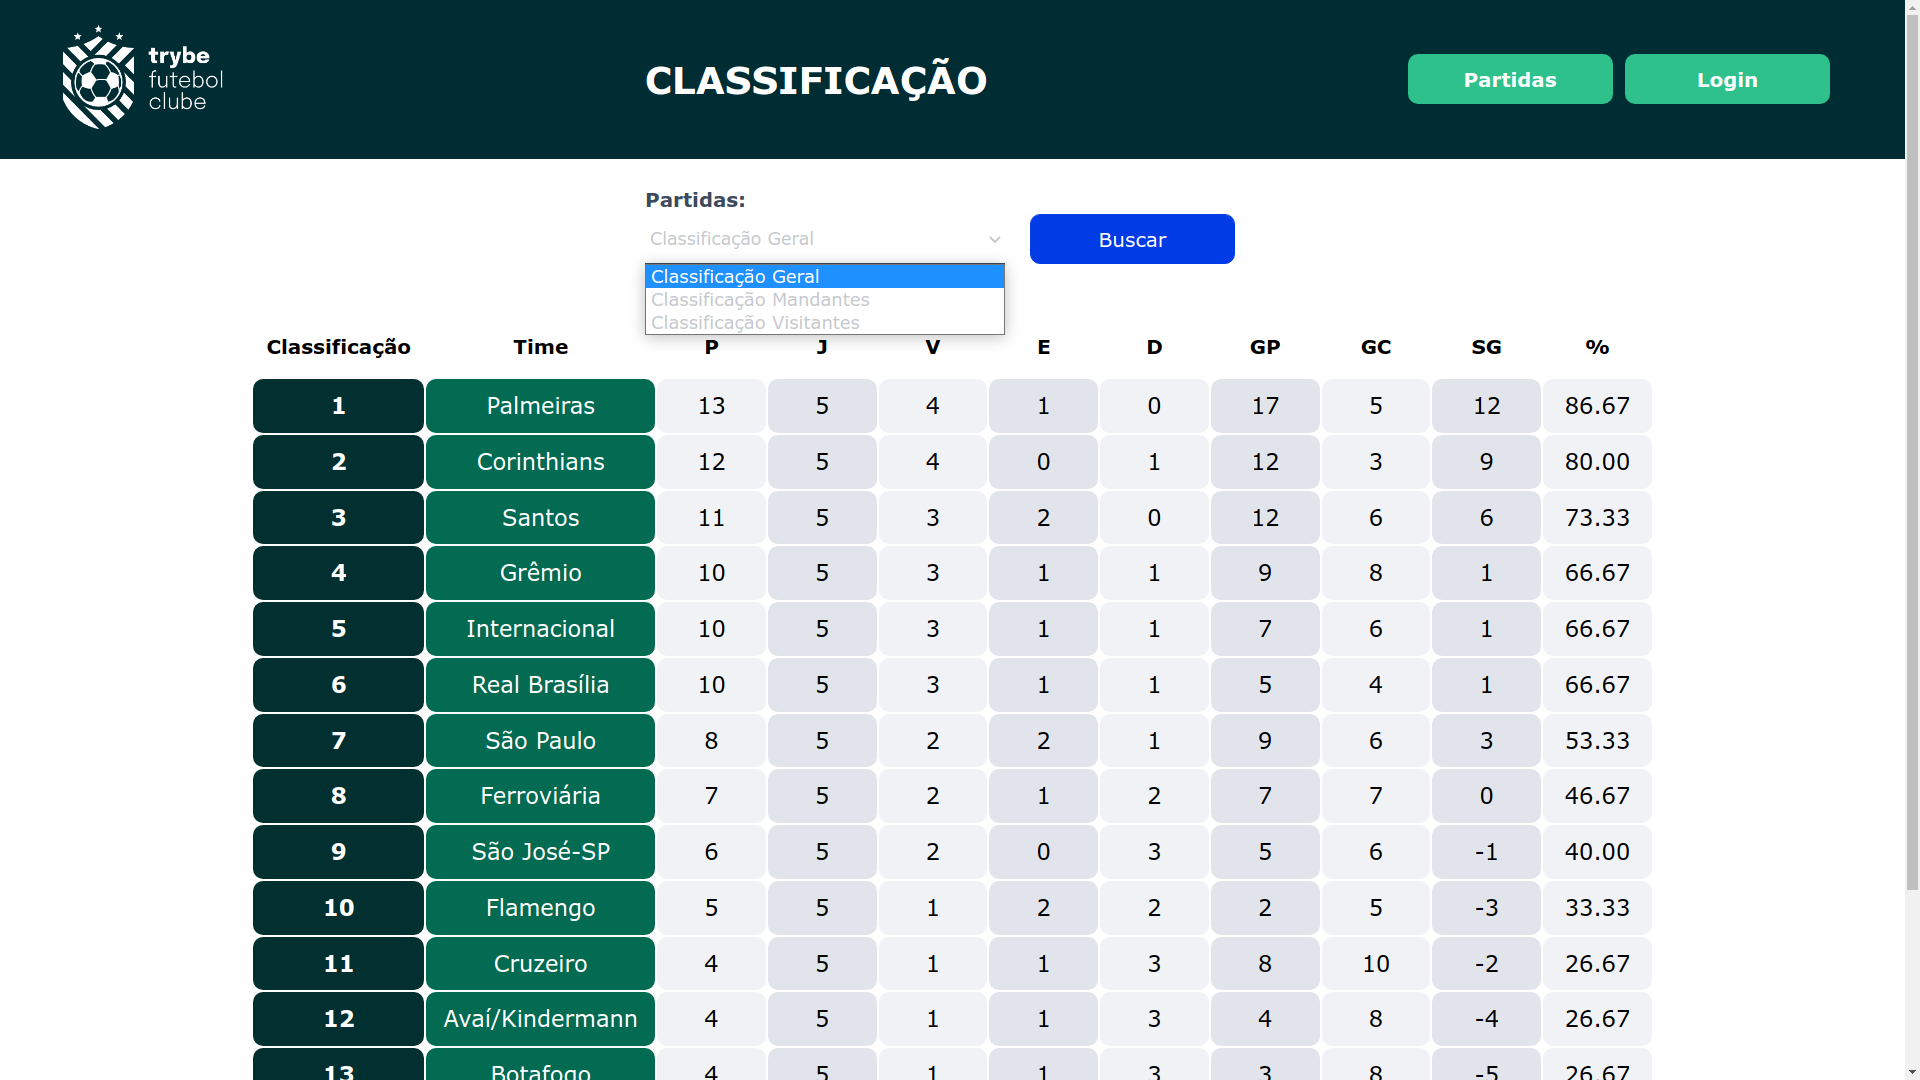 trybe
futebol
clube
CLASSIFICAÇÃO
Partidas
Login
Partidas:
Classificação Geral
Buscar
Classificação Geral
Classificação Mandantes
Classificação Visitantes
Classificação Time P J V E D GP GC SG %
1 Palmeiras 13 5 4 1 0 17 5 12 86.67
2 Corinthians 12 5 4 0 1 12 3 9 80.00
3 Santos 11 5 3 2 0 12 6 6 73.33
4 Grêmio 10 5 3 1 1 9 8 1 66.67
5 Internacional 10 5 3 1 1 7 6 1 66.67
6 Real Brasília 10 5 3 1 1 5 4 1 66.67
7 São Paulo 8 5 2 2 1 9 6 3 53.33
8 Ferroviária 7 5 2 1 2 7 7 0 46.67
9 São José-SP 6 5 2 0 3 5 6 -1 40.00
10 Flamengo 5 5 1 2 2 2 5 -3 33.33
11 Cruzeiro 4 5 1 1 3 8 10 -2 26.67
12 Avaí/Kindermann 4 5 1 1 3 4 8 -4 26.67
13 Botafogo 4 5 1 1 3 3 8 -5 26.67